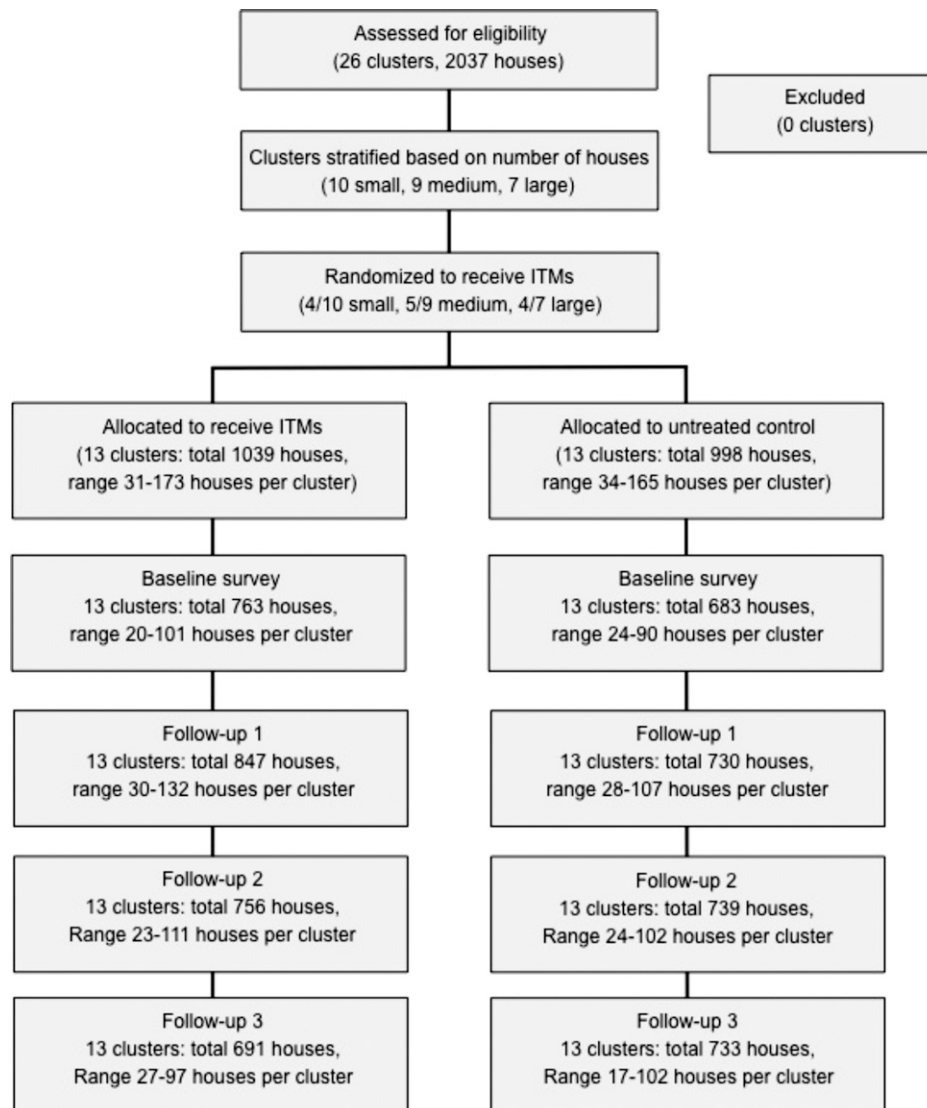 Assessed for eligibility
(26 clusters, 2037 houses)
Excluded
(0 clusters)
Clusters stratified based on number of houses
(10 small, 9 medium, 7 large)
Randomized to receive ITMs
(4/10 small, 5/9 medium, 4/7 large)
Allocated to receive ITMs
(13 clusters: total 1039 houses,
range 31-173 houses per cluster)
Allocated to untreated control
(13 clusters: total 998 houses,
range 34-165 houses per cluster)
Baseline survey
13 clusters: total 763 houses,
range 20-101 houses per cluster
Baseline survey
13 clusters: total 683 houses,
range 24-90 houses per cluster
Follow-up 1
13 clusters: total 847 houses,
range 30-132 houses per cluster
Follow-up 1
13 clusters: total 730 houses,
range 28-107 houses per cluster
Follow-up 2
13 clusters: total 756 houses,
Range 23-111 houses per cluster
Follow-up 2
13 clusters: total 739 houses,
Range 24-102 houses per cluster
Follow-up 3
13 clusters: total 691 houses,
Range 27-97 houses per cluster
Follow-up 3
13 clusters: total 733 houses,
Range 17-102 houses per cluster